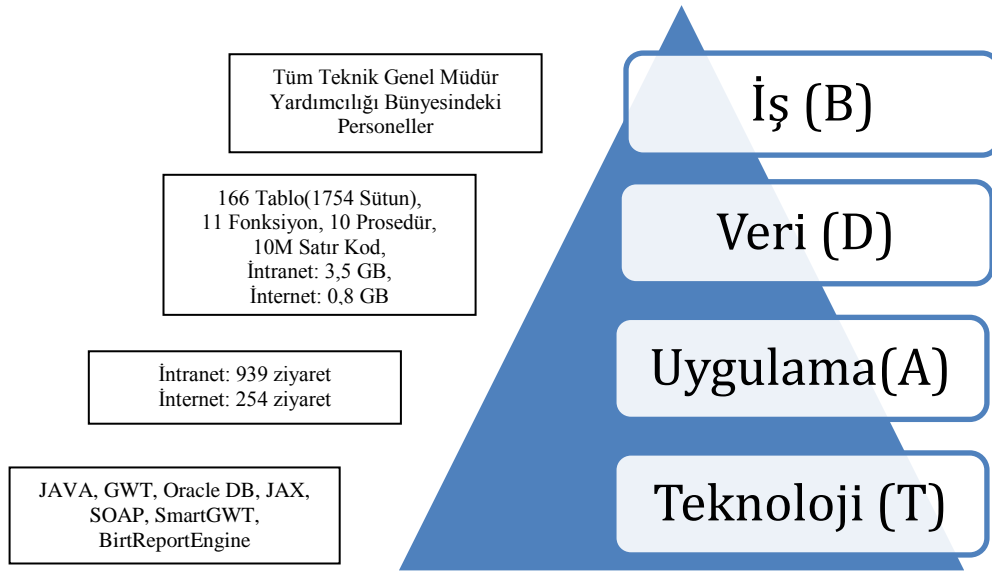 Tüm Teknik Genel Müdür
Yardımcılığı Bünyesindeki
Personeller
İş (B)
166 Tablo(1754 Sütun),
11 Fonksiyon, 10 Prosedür,
10M Satır Kod,
İntranet: 3,5 GB,
İnternet: 0,8 GB
Veri (D)
İntranet: 939 ziyaret
İnternet: 254 ziyaret
Uygulama(A)
JAVA, GWT, Oracle DB, JAX,
SOAP, SmartGWT,
BirtReportEngine
Teknoloji (T)